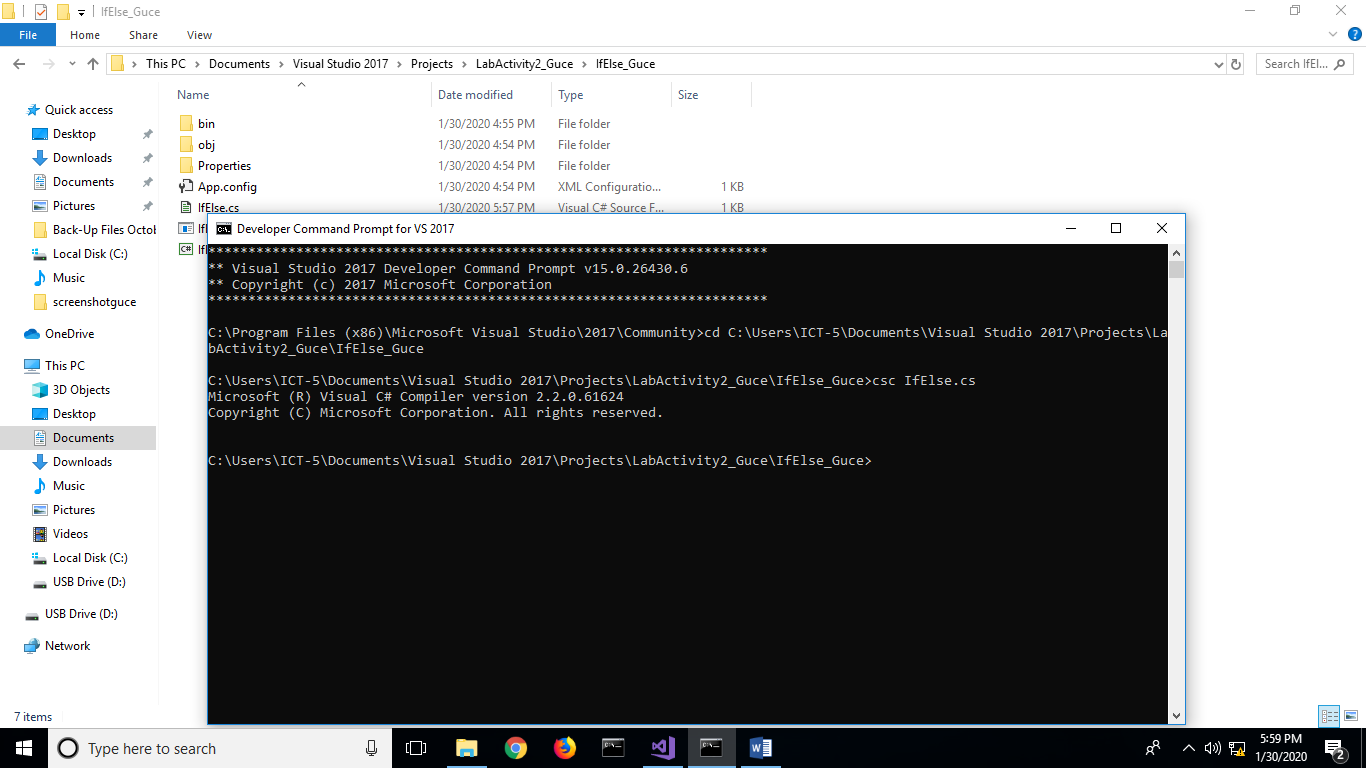 IfElse_Guce
File Home Share View
This PC > Documents > Visual Studio 2017 > Projects > LabActivity2_Guce > IfElse_Guce
Search IfEl...
Name Date modified Type Size
Quick access
Desktop
Downloads
Documents
Pictures
Back-Up Files Octob
Local Disk (C:)
Music
screenshotguce
OneDrive
This PC
3D Objects
Desktop
Documents
Downloads
Music
Pictures
Videos
Local Disk (C:)
USB Drive (D:)
USB Drive (D:)
Network
bin 1/30/2020 4:55 PM File folder
obj 1/30/2020 4:54 PM File folder
Properties 1/30/2020 4:54 PM File folder
App.config 1/30/2020 4:54 PM XML Configuratio... 1 KB
IfElse.cs 1/30/2020 5:57 PM Visual C# Source F... 1 KB
Developer Command Prompt for VS 2017
**********************************************************************
** Visual Studio 2017 Developer Command Prompt v15.0.26430.6
** Copyright (c) 2017 Microsoft Corporation
**********************************************************************
C:\Program Files (x86)\Microsoft Visual Studio\2017\Community>cd C:\Users\ICT-5\Documents\Visual Studio 2017\Projects\La
bActivity2_Guce\IfElse_Guce
C:\Users\ICT-5\Documents\Visual Studio 2017\Projects\LabActivity2_Guce\IfElse_Guce>csc IfElse.cs
Microsoft (R) Visual C# Compiler version 2.2.0.61624
Copyright (C) Microsoft Corporation. All rights reserved.
C:\Users\ICT-5\Documents\Visual Studio 2017\Projects\LabActivity2_Guce\IfElse_Guce>
7 items
Type here to search
5:59 PM
1/30/2020
2